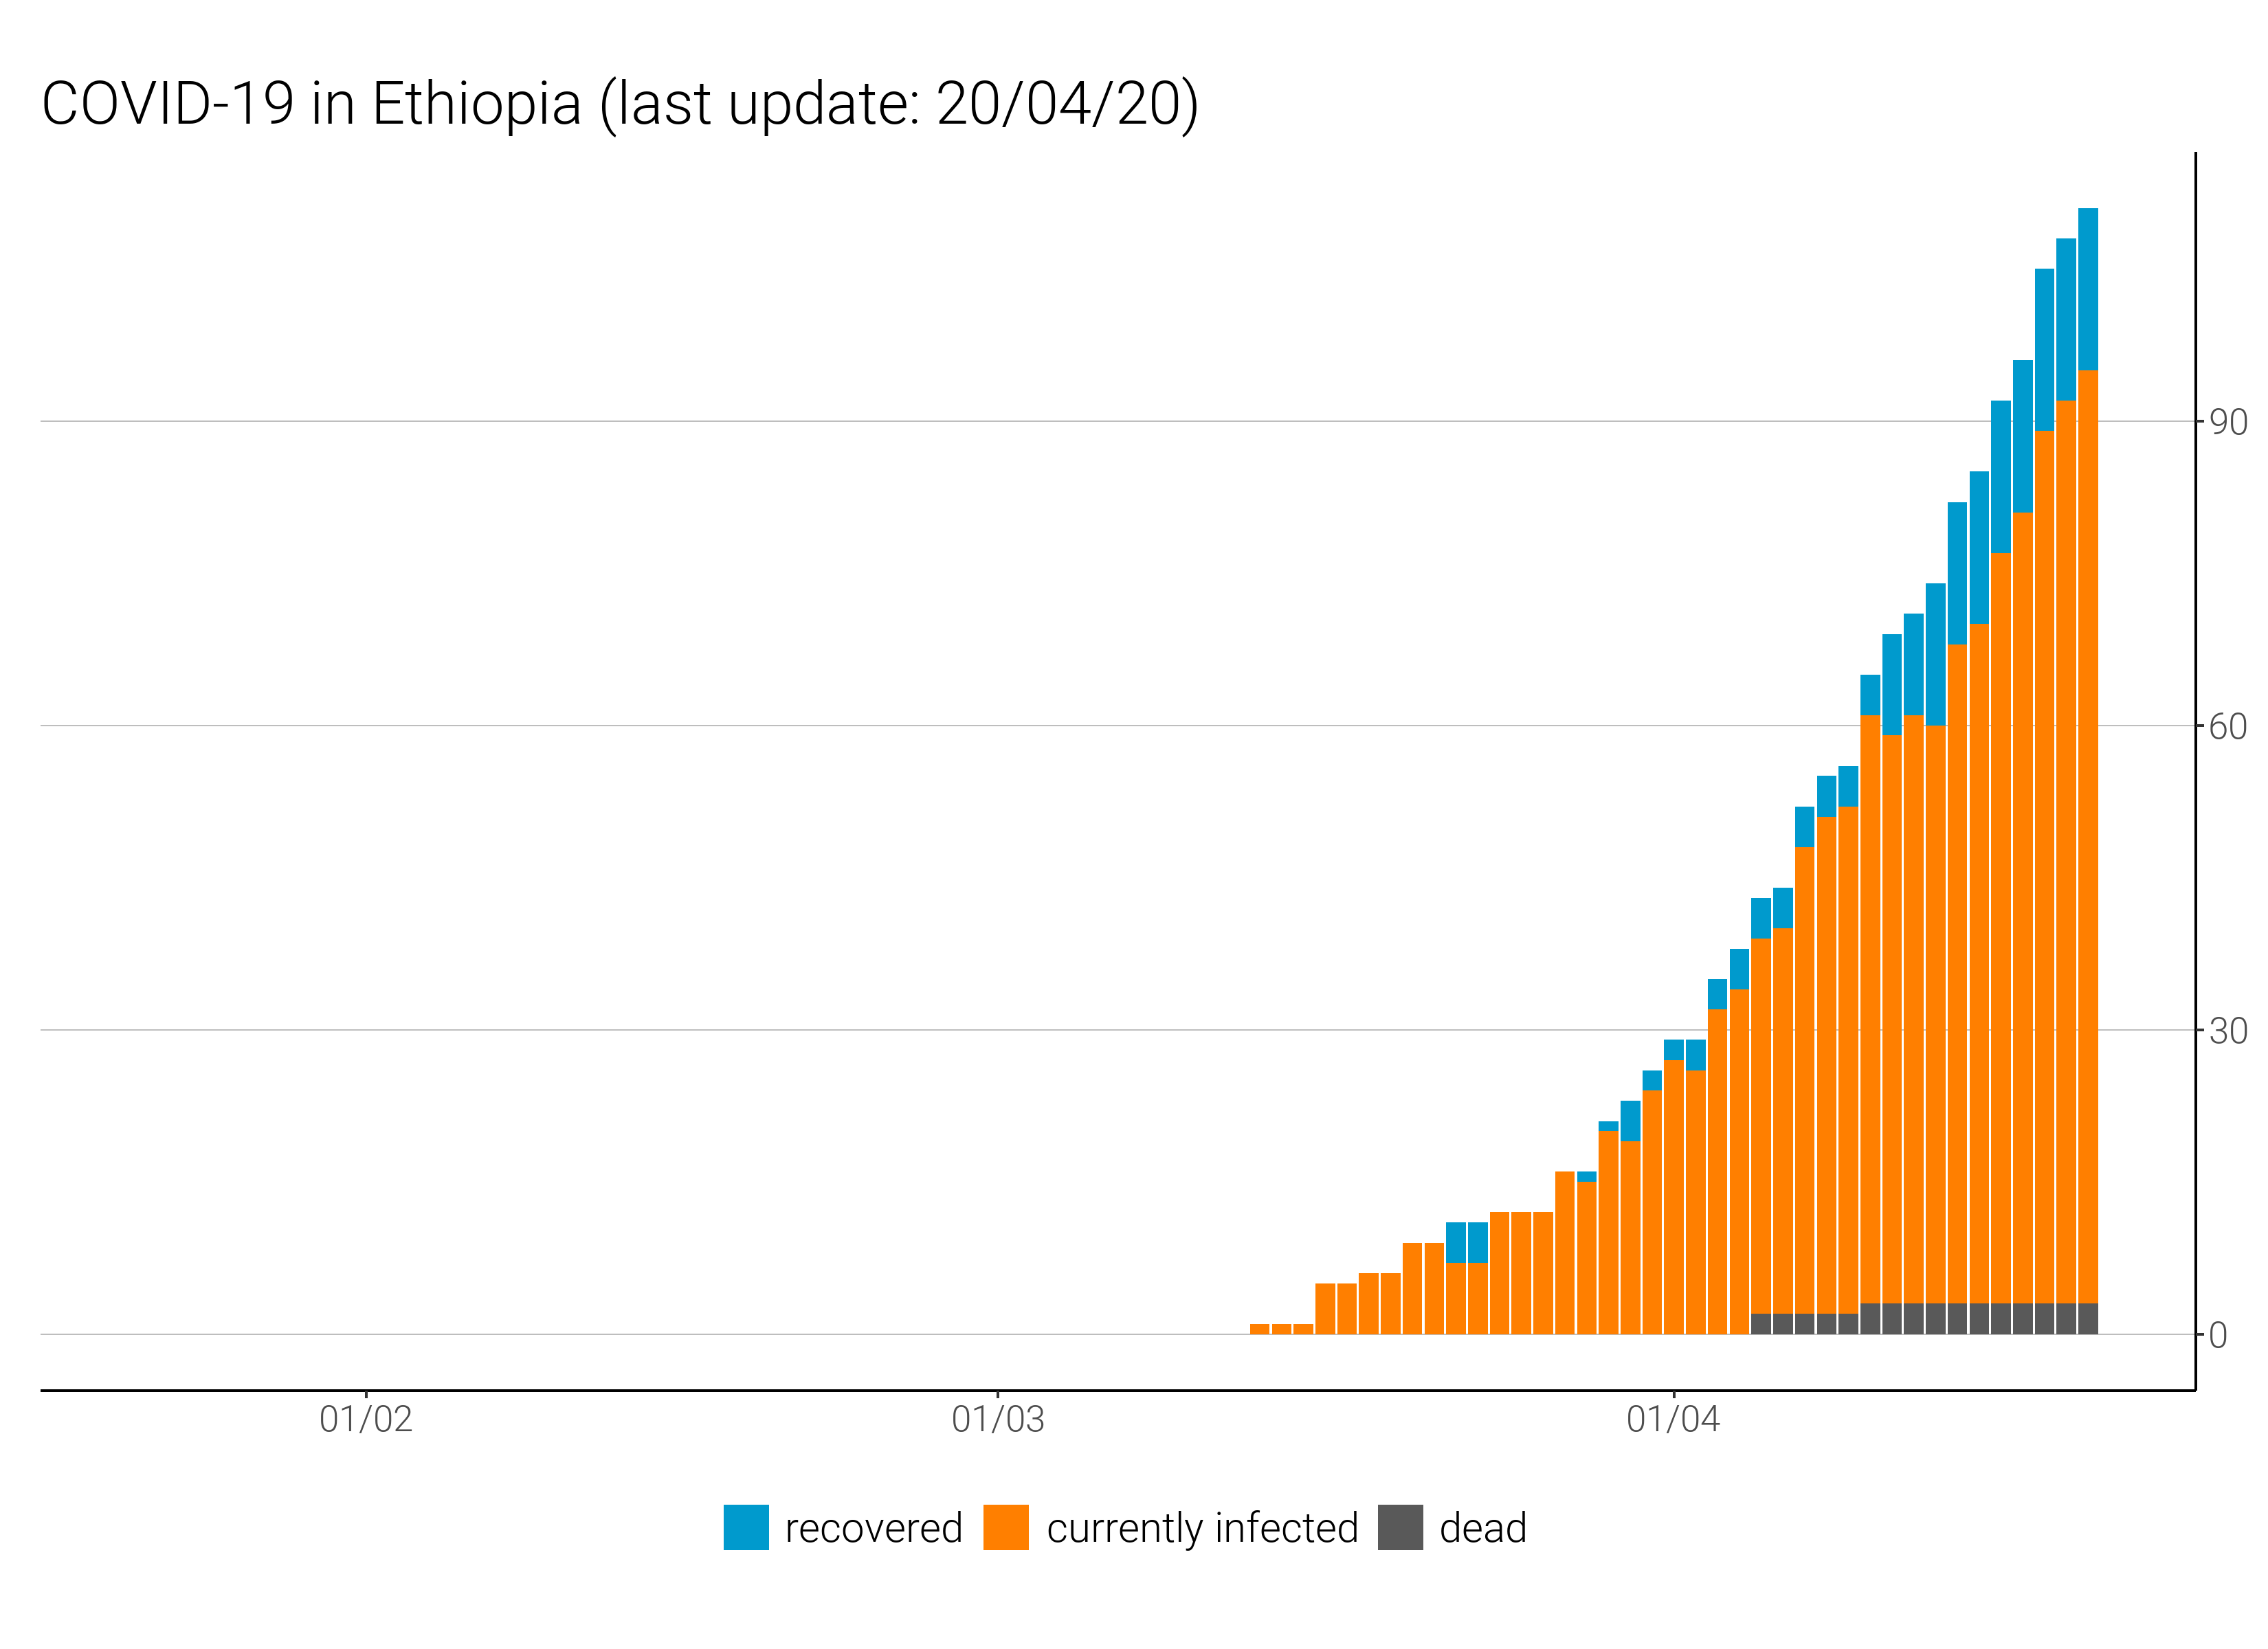 COVID-19 in Ethiopia (last update: 20/04/20)
90
60
30
0
01/02 01/03 01/04
recovered currently infected dead